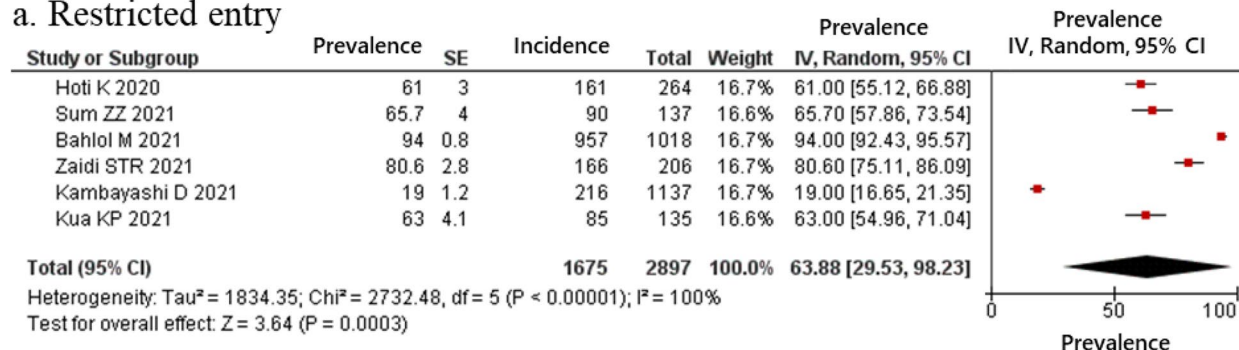 a. Restricted entry
Prevalence Prevalence
Prevalence Incidence Prevalence IV, Random, 95% CI
Study or Subgroup SE Total Weight IV, Random, 95% CI
Hoti K 2020 61 3 161 264 16.7% 61.00 [55.12, 66.88]
Sum ZZ 2021 65.7 4 90 137 16.6% 65.70 [57.86, 73.54]
Bahlol M 2021 94 0.8 957 1018 16.7% 94.00 [92.43, 95.57]
Zaidi STR 2021 80.6 2.8 166 206 16.7% 80.60 [75.11, 86.09]
Kambayashi D 2021 19 1.2 216 1137 16.7% 19.00 [16.65, 21.35]
Kua KP 2021 63 4.1 85 135 16.6% 63.00 [54.96, 71.04]
Total (95% CI) 1675 2897 100.0% 63.88 [29.53, 98.23]
Heterogeneity: Tau² = 1834.35; Chi² = 2732.48, df = 5 (P < 0.00001); I² = 100%
Test for overall effect: Z = 3.64 (P = 0.0003)
0 50 100
Prevalence